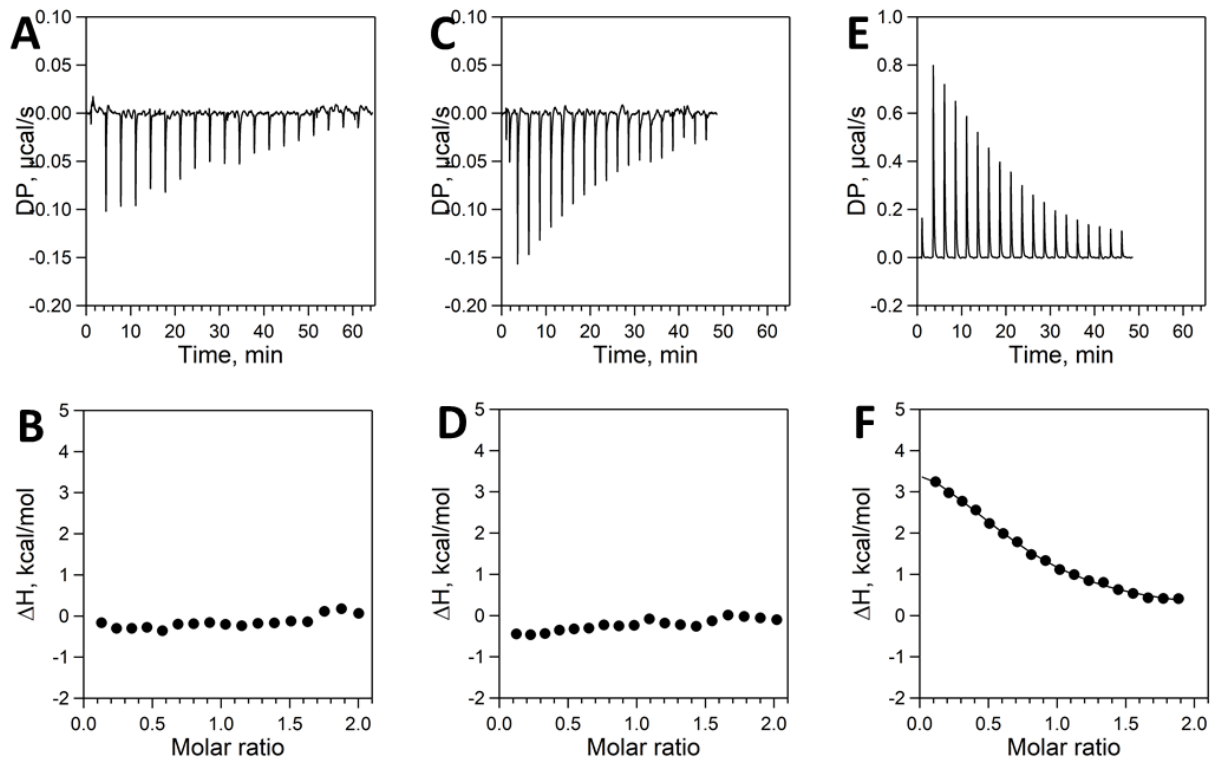 A
0.10
0.05
0.00
-0.05
-0.10
-0.15
-0.20
DP, µcal/s
0 10 20 30 40 50 60
Time, min
C
0.10
0.05
0.00
-0.05
-0.10
-0.15
-0.20
DP, µcal/s
0 10 20 30 40 50 60
Time, min
E
1.0
0.8
0.6
0.4
0.2
0.0
-0.2
DP, µcal/s
0 10 20 30 40 50 60
Time, min
B
5
4
3
2
1
0
-1
-2
ΔH, kcal/mol
0.0 0.5 1.0 1.5 2.0
Molar ratio
D
5
4
3
2
1
0
-1
-2
ΔH, kcal/mol
0.0 0.5 1.0 1.5 2.0
Molar ratio
F
5
4
3
2
1
0
-1
-2
ΔH, kcal/mol
0.0 0.5 1.0 1.5 2.0
Molar ratio